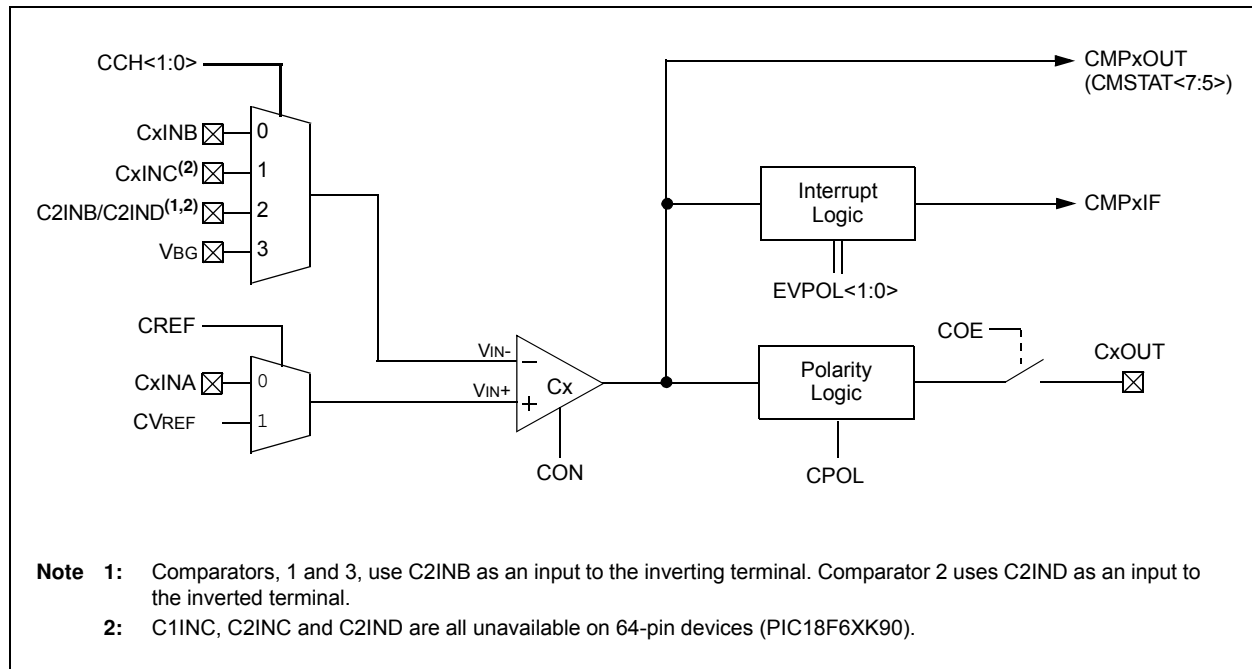 CCH<1:0>
CxINB
0
CxINC(2)
1
C2INB/C2IND(1,2)
2
VBG
3
CREF
CxINA
0
CVREF
1
VIN-
VIN+
–
+
Cx
CON
CMPxOUT
(CMSTAT<7:5>)
Interrupt
Logic
CMPxIF
EVPOL<1:0>
COE
CxOUT
Polarity
Logic
CPOL
Note 1: Comparators, 1 and 3, use C2INB as an input to the inverting terminal. Comparator 2 uses C2IND as an input to
the inverted terminal.
2: C1INC, C2INC and C2IND are all unavailable on 64-pin devices (PIC18F6XK90).